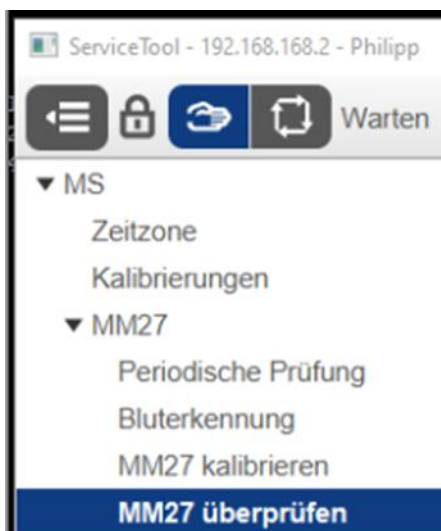 ServiceTool - 192.168.168.2 - Philipp
Warten
MS
Zeitzone
Kalibrierungen
MM27
Periodische Prüfung
Bluterkennung
MM27 kalibrieren
MM27 überprüfen